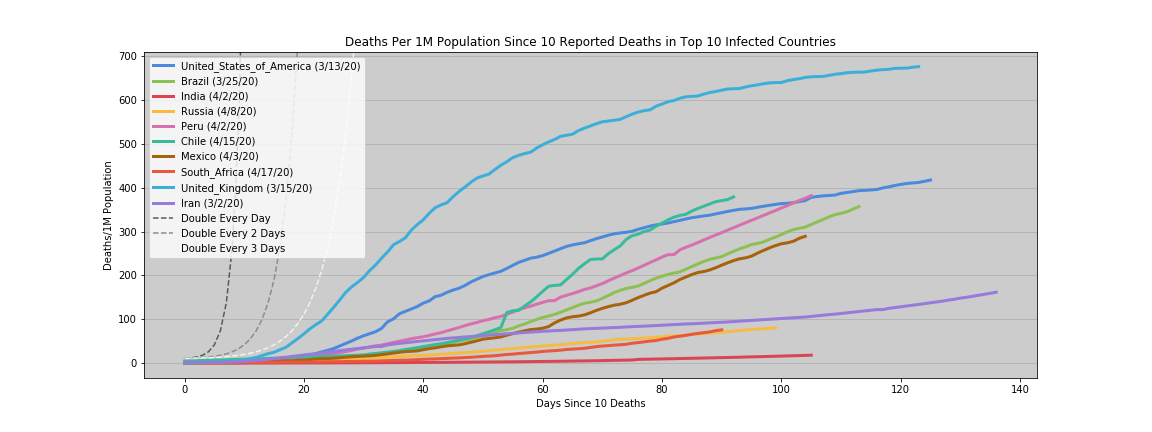 Deaths Per 1M Population Since 10 Reported Deaths in Top 10 Infected Countries
700
600
500
400
300
200
100
0
Deaths/1M Population
United_States_of_America (3/13/20)
Brazil (3/25/20)
India (4/2/20)
Russia (4/8/20)
Peru (4/2/20)
Chile (4/15/20)
Mexico (4/3/20)
South_Africa (4/17/20)
United_Kingdom (3/15/20)
Iran (3/2/20)
Double Every Day
Double Every 2 Days
Double Every 3 Days
0 20 40 60 80 100 120 140
Days Since 10 Deaths